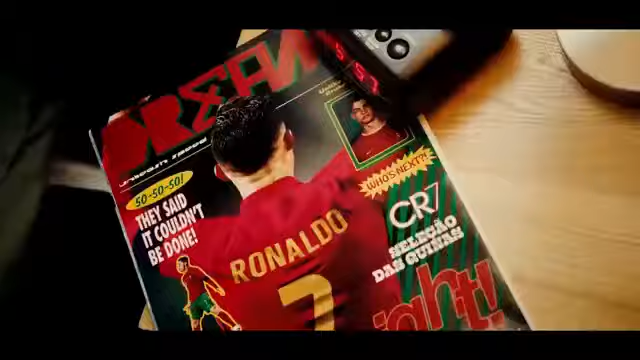 50-50-50!
THEY SAID
IT COULDN'T
BE DONE!
RONALDO
7
WHO'S NEXT?!
CR7
SELEÇÃO
DAS QUINAS
ight!